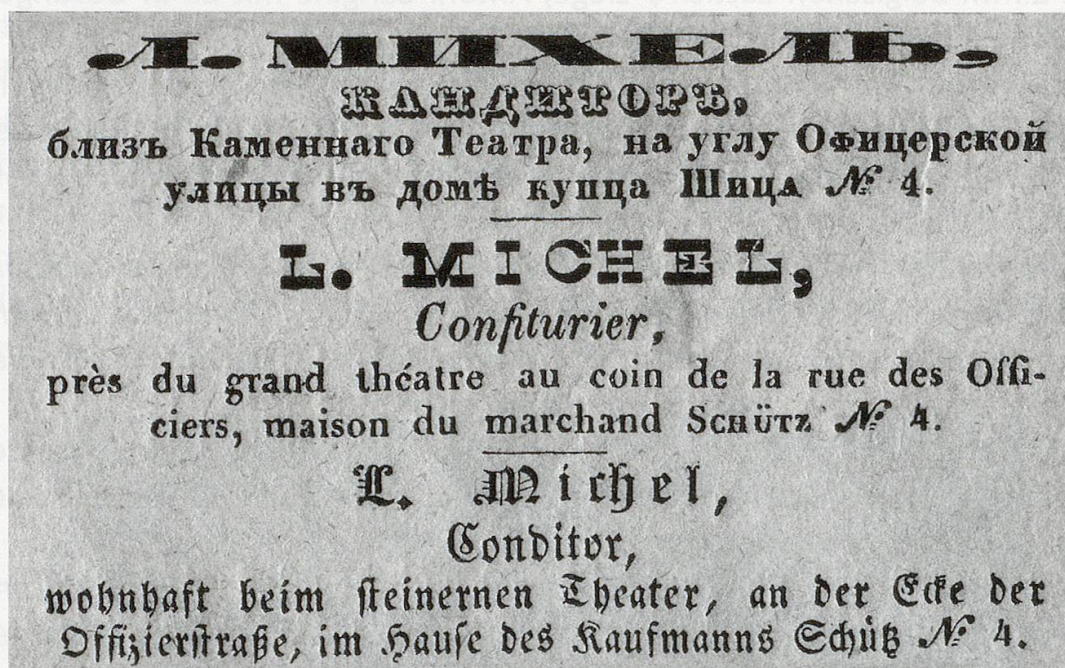 Л. МИХЕЛЬ,
КАНДИТОРЪ,
близъ Каменнаго Театра, на углу Офицерской
улицы въ домѣ купца Шица № 4.
L. MICHEL,
Confiturier,
près du grand théatre au coin de la rue des Offi-
ciers, maison du marchand SCHÜTZ № 4.
L. Michel,
Conditor,
wohnhaft beim steinernen Theater, an der Ecke der
Offizierstraße, im Hause des Kaufmanns Schütz № 4.